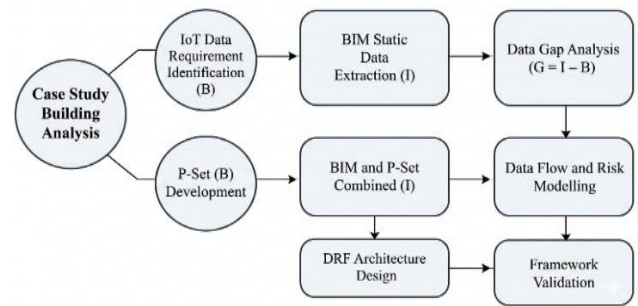 Case Study
Building
Analysis
IoT Data
Requirement
Identification
(B)
BIM Static
Data
Extraction (I)
Data Gap Analysis
(G = I – B)
P-Set (B)
Development
BIM and P-Set
Combined (I)
Data Flow and Risk
Modelling
DRF Architecture
Design
Framework
Validation